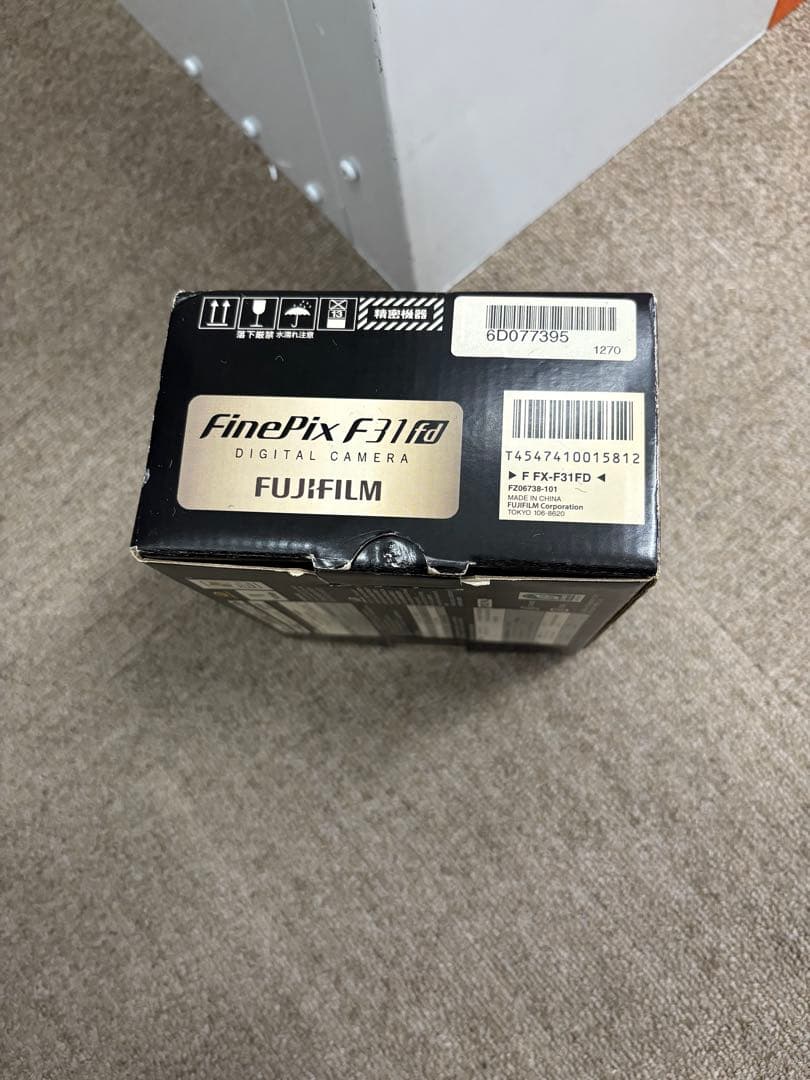 13
精密機器
落下厳禁 水濡れ注意
6D077395
1270
FinePix F31fd
DIGITAL CAMERA
FUJIFILM
T4547410015812
▶ F FX-F31FD ◀
FZ06738-101
MADE IN CHINA
FUJIFILM Corporation
TOKYO 106-8620